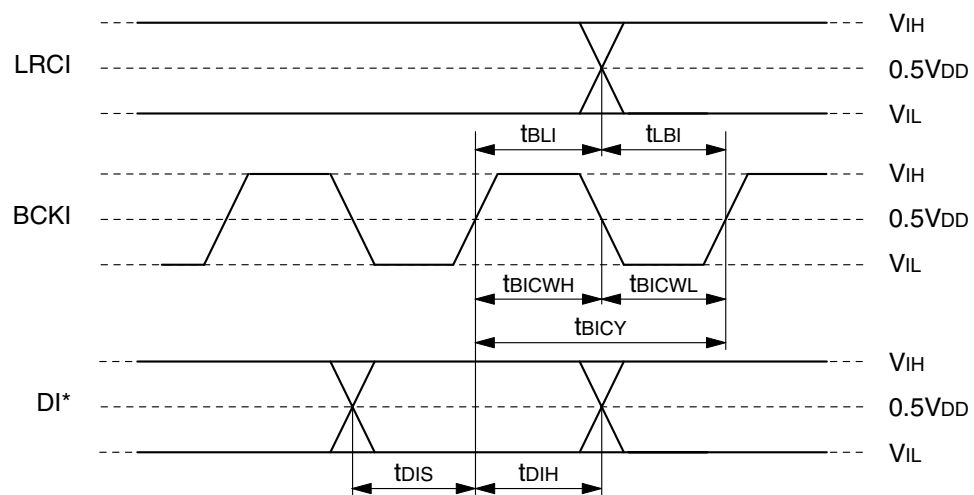 VIH
LRCI
0.5VDD
VIL
tBLI
tLBI
VIH
BCKI
0.5VDD
VIL
tBICWH
tBICWL
tBICY
VIH
DI*
0.5VDD
VIL
tDIS
tDIH